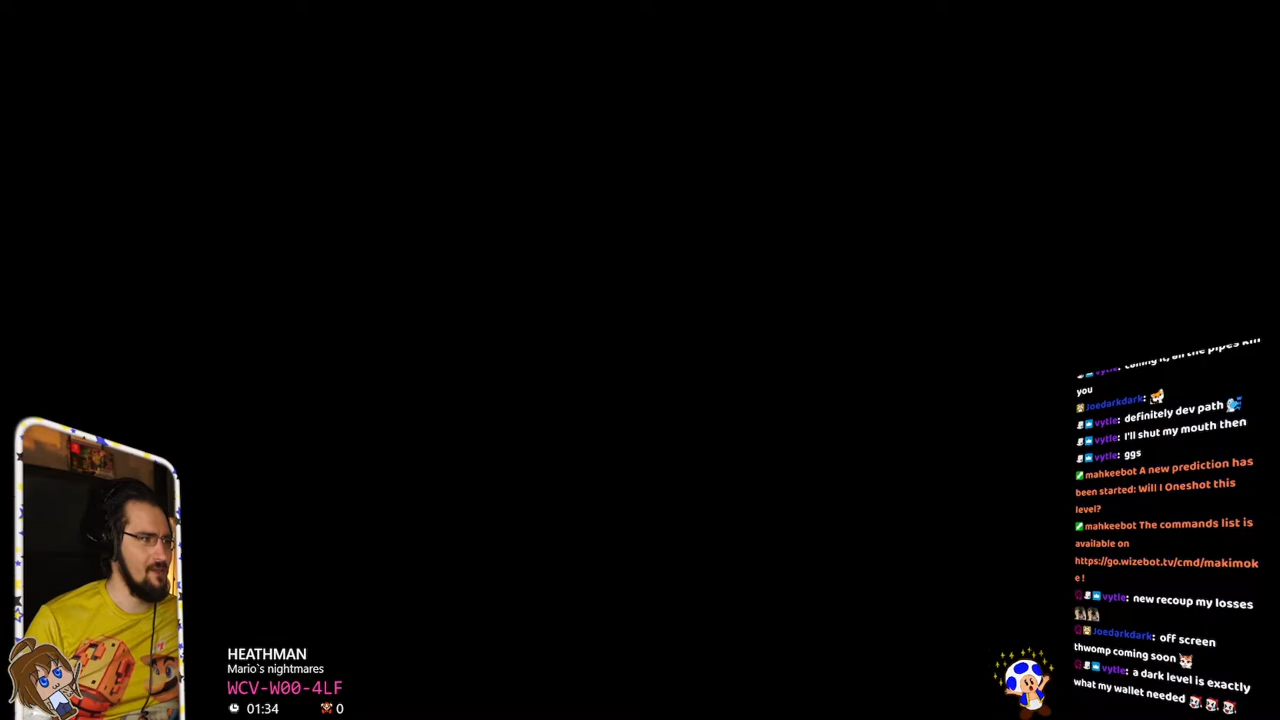 you
Joedarkdark:
vytle: definitely dev path
vytle: I'll shut my mouth then
vytle: ggs
mahkeebot A new prediction has
been started: Will I Oneshot this
level?
mahkeebot The commands list is
available on
https://go.wizebot.tv/cmd/makimok
e !
vytle: new recoup my losses
Joedarkdark: off screen
thwomp coming soon
vytle: a dark level is exactly
what my wallet needed
HEATHMAN
Mario`s nightmares
WCV-W00-4LF
01:34 0